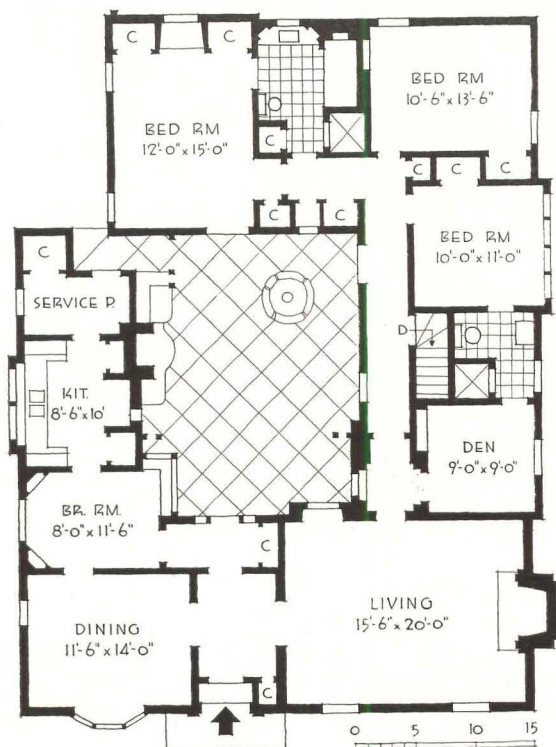 C
C
BED RM
12'-0" x 15'-0"
C
C
C
BED RM
10'-6" x 13'-6"
C
C
C
BED RM
10'-0" x 11'-0"
C
SERVICE P.
KIT.
8'-6" x 10'
BR. RM.
8'-0" x 11'-6"
D
DEN
9'-0" x 9'-0"
C
DINING
11'-6" x 14'-0"
LIVING
15'-6" x 20'-0"
C
0 5 10 15